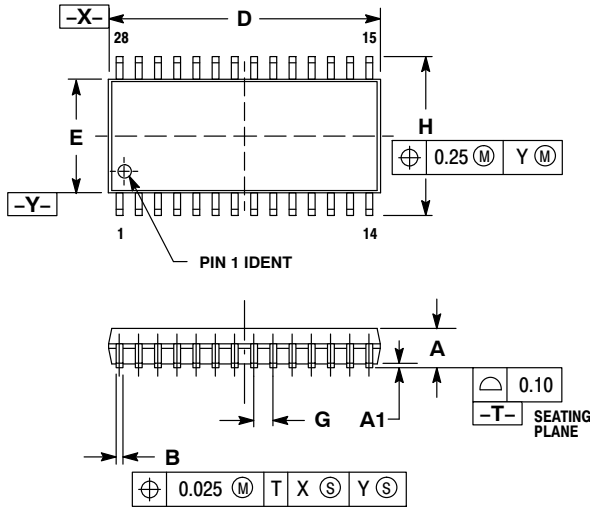 –X–
D
28
15
E
H
⌖ 0.25 Ⓜ Y Ⓜ
–Y–
1
14
PIN 1 IDENT
A
⌓ 0.10
G
A1
–T– SEATING
PLANE
B
⌖ 0.025 Ⓜ T X Ⓢ Y Ⓢ